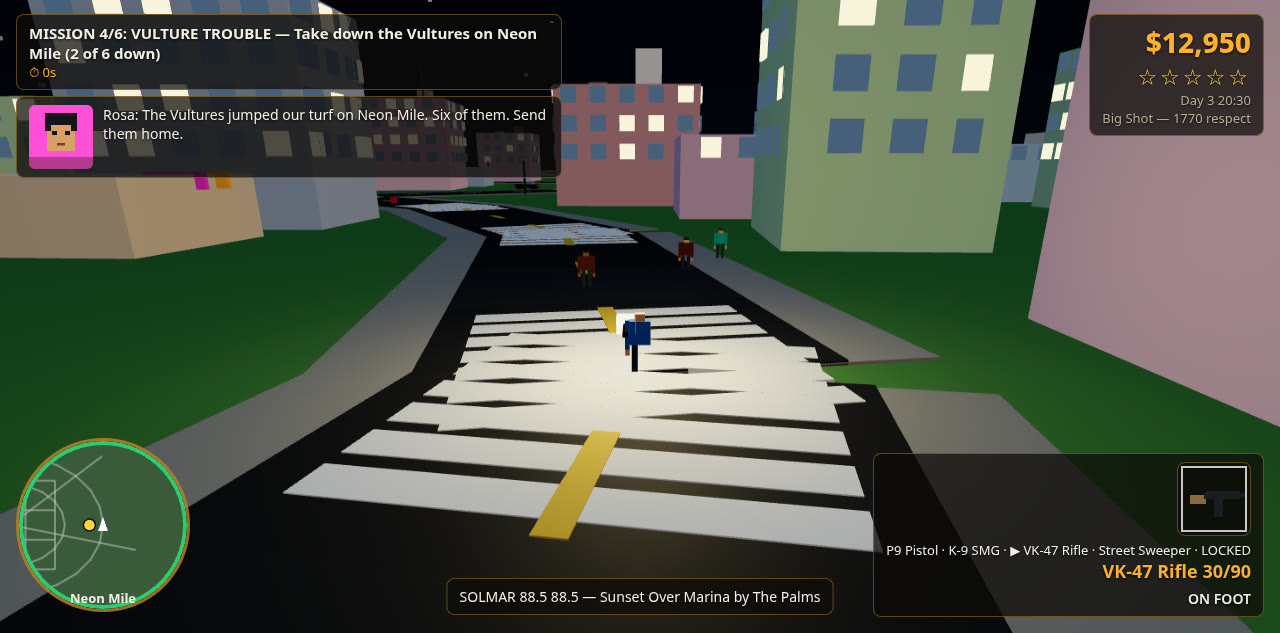 MISSION 4/6: VULTURE TROUBLE — Take down the Vultures on Neon
Mile (2 of 6 down)
⏱ 0s
Rosa: The Vultures jumped our turf on Neon Mile. Six of them. Send
them home.
$12,950
☆☆☆☆☆
Day 3 20:30
Big Shot — 1770 respect
Neon Mile
SOLMAR 88.5 88.5 — Sunset Over Marina by The Palms
P9 Pistol · K-9 SMG · ▶ VK-47 Rifle · Street Sweeper · LOCKED
VK-47 Rifle 30/90
ON FOOT